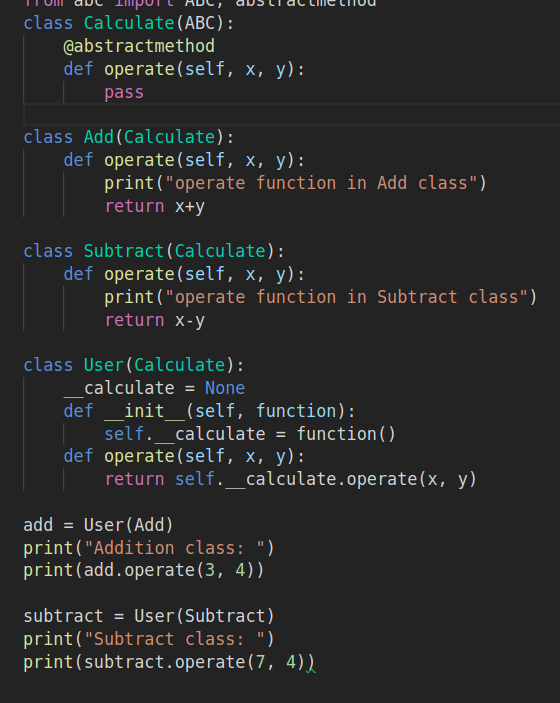 from abc import ABC, abstractmethod
class Calculate(ABC):
    @abstractmethod
    def operate(self, x, y):
        pass

class Add(Calculate):
    def operate(self, x, y):
        print("operate function in Add class")
        return x+y

class Subtract(Calculate):
    def operate(self, x, y):
        print("operate function in Subtract class")
        return x-y

class User(Calculate):
    __calculate = None
    def __init__(self, function):
        self.__calculate = function()
    def operate(self, x, y):
        return self.__calculate.operate(x, y)

add = User(Add)
print("Addition class: ")
print(add.operate(3, 4))

subtract = User(Subtract)
print("Subtract class: ")
print(subtract.operate(7, 4))